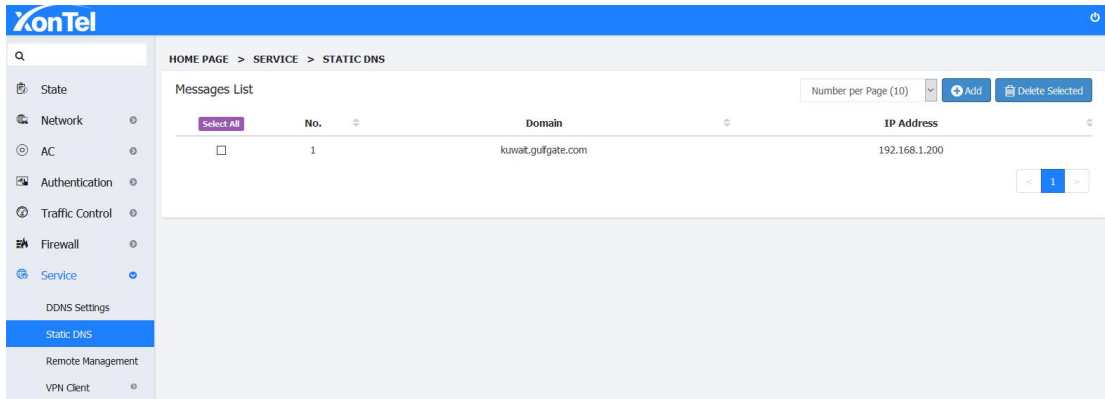 XonTel
HOME PAGE > SERVICE > STATIC DNS
State
Network
AC
Authentication
Traffic Control
Firewall
Service
DDNS Settings
Static DNS
Remote Management
VPN Client
Messages List
Number per Page (10)
Add
Delete Selected
Select All No. Domain IP Address
1 kuwait.gulfgate.com 192.168.1.200
< 1 >